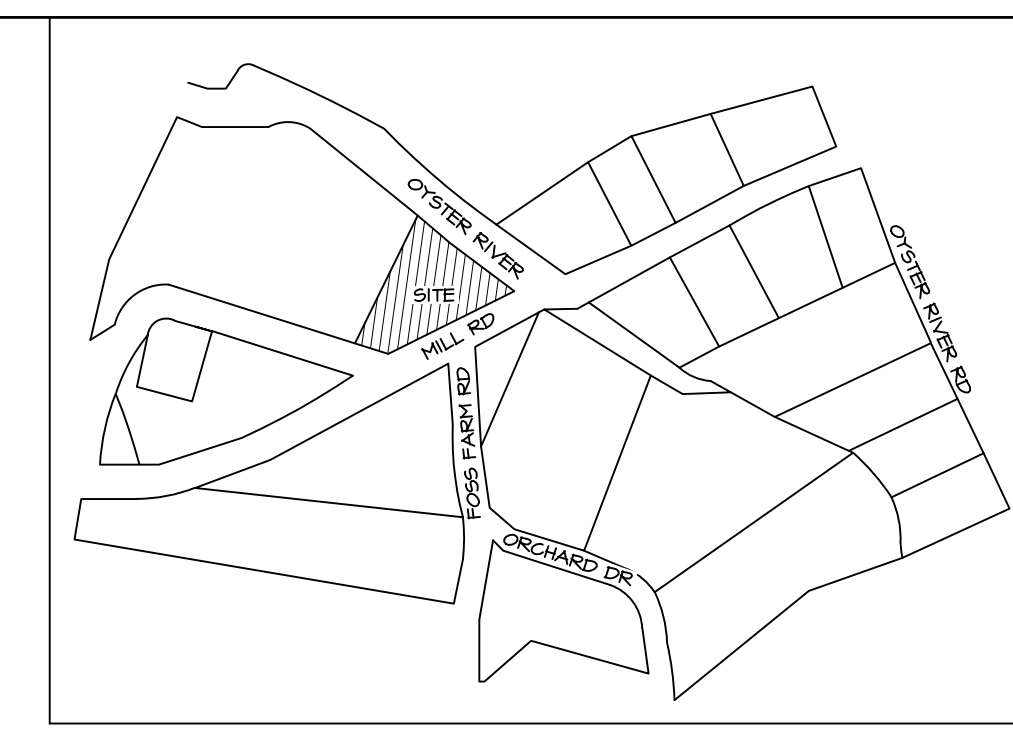 OYSTER RIVER
OYSTER RIVER RD
SITE
MILL RD
FOSS FARM RD
ORCHARD DR